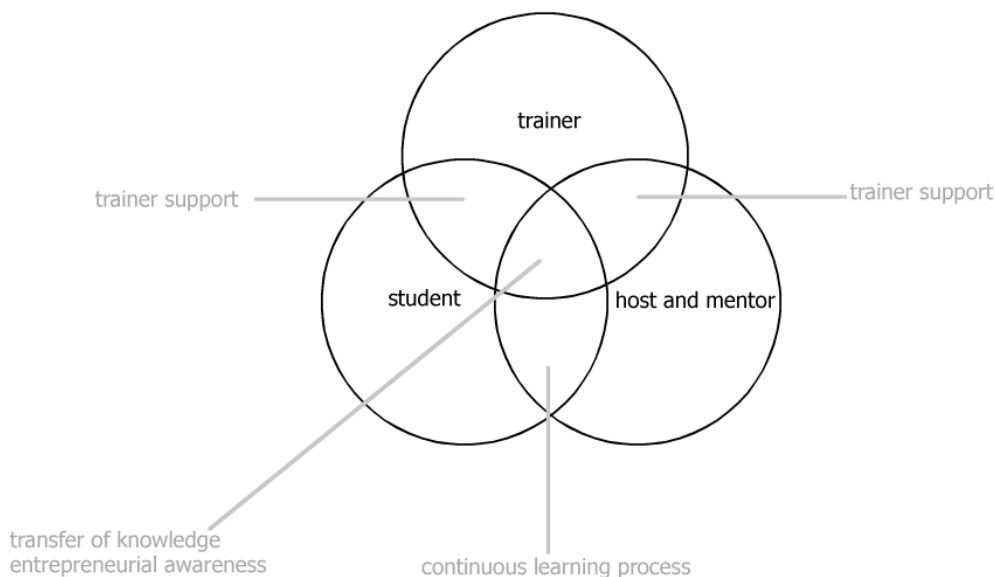 trainer
trainer support
trainer support
student
host and mentor
transfer of knowledge
entrepreneurial awareness
continuous learning process